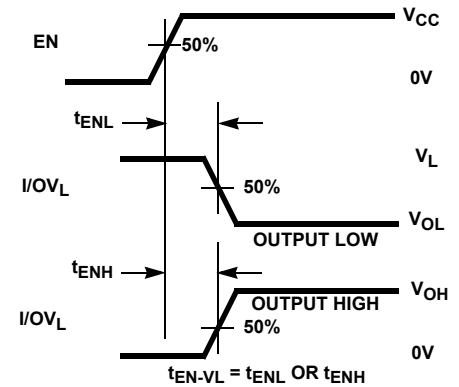 VCC
EN
50%
0V
tENL
VL
I/OVL
50%
VOL
OUTPUT LOW
tENH
VOH
OUTPUT HIGH
I/OVL
50%
0V
tEN-VL = tENL OR tENH